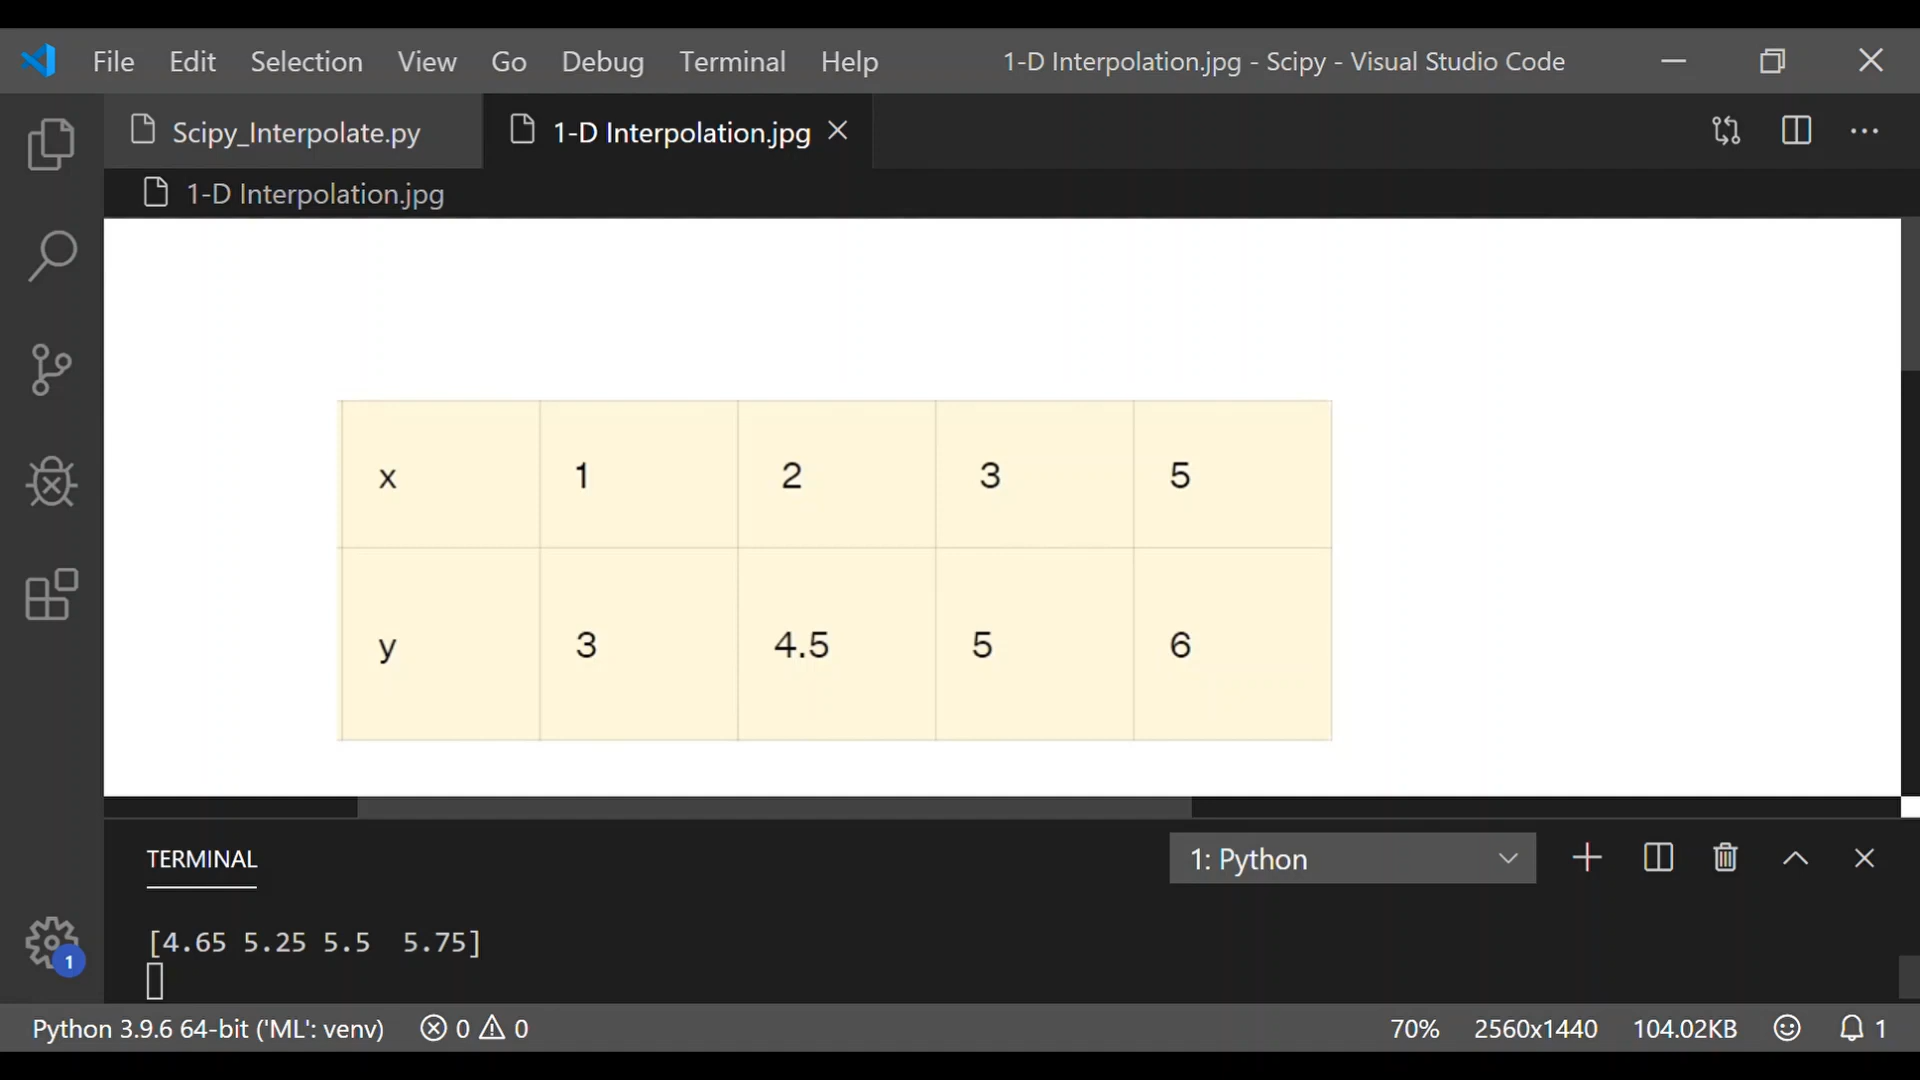 File Edit Selection View Go Debug Terminal Help 1-D Interpolation.jpg - Scipy - Visual Studio Code
Scipy_Interpolate.py 1-D Interpolation.jpg
1-D Interpolation.jpg
x 1 2 3 5
y 3 4.5 5 6
TERMINAL 1: Python
[4.65 5.25 5.5  5.75]
1
Python 3.9.6 64-bit ('ML': venv) 0 0 70% 2560x1440 104.02KB 1